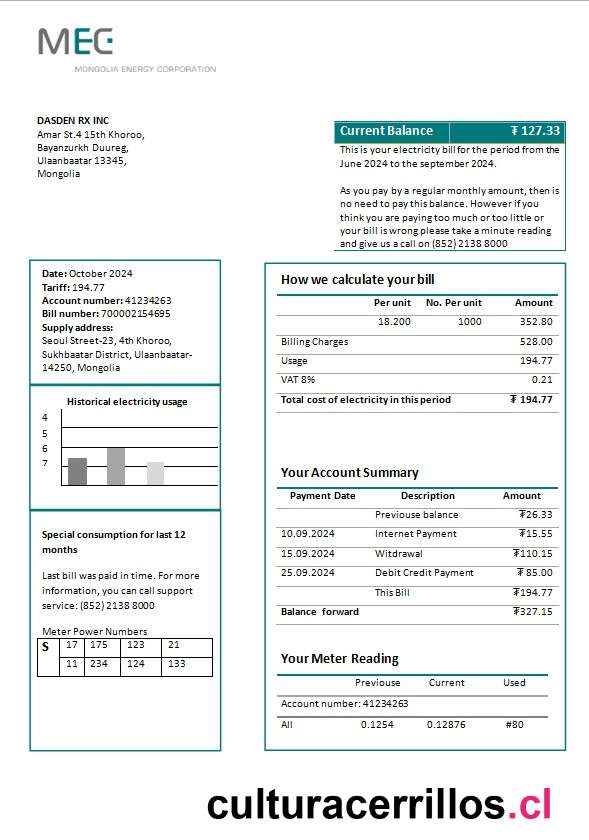 MEC
MONGOLIA ENERGY CORPORATION
DASDEN RX INC
Amar St.4 15th Khoroo,
Bayanzurkh Duureg,
Ulaanbaatar 13345,
Mongolia
Current Balance ₮ 127.33
This is your electricity bill for the period from the
June 2024 to the september 2024.
As you pay by a regular monthly amount, then is
no need to pay this balance. However if you
think you are paying too much or too little or
your bill is wrong please take a minute reading
and give us a call on (852) 2138 8000
Date: October 2024
Tariff: 194.77
Account number: 41234263
Bill number: 700002154695
Supply address:
Seoul Street-23, 4th Khoroo,
Sukhbaatar District, Ulaanbaatar-
14250, Mongolia
Historical electricity usage
4
5
6
7
Special consumption for last 12
months
Last bill was paid in time. For more
information, you can call support
service: (852) 2138 8000
Meter Power Numbers
S 17 175 123 21
11 234 124 133
How we calculate your bill
Per unit No. Per unit Amount
18.200 1000 352.80
Billing Charges 528.00
Usage 194.77
VAT 8% 0.21
Total cost of electricity in this period ₮ 194.77
Your Account Summary
Payment Date Description Amount
Previouse balance ₮26.33
10.09.2024 Internet Payment ₮15.55
15.09.2024 Witdrawal ₮110.15
25.09.2024 Debit Credit Payment ₮ 85.00
This Bill ₮194.77
Balance forward ₮327.15
Your Meter Reading
Previouse Current Used
Account number: 41234263
All 0.1254 0.12876 #80
culturacerrillos.cl